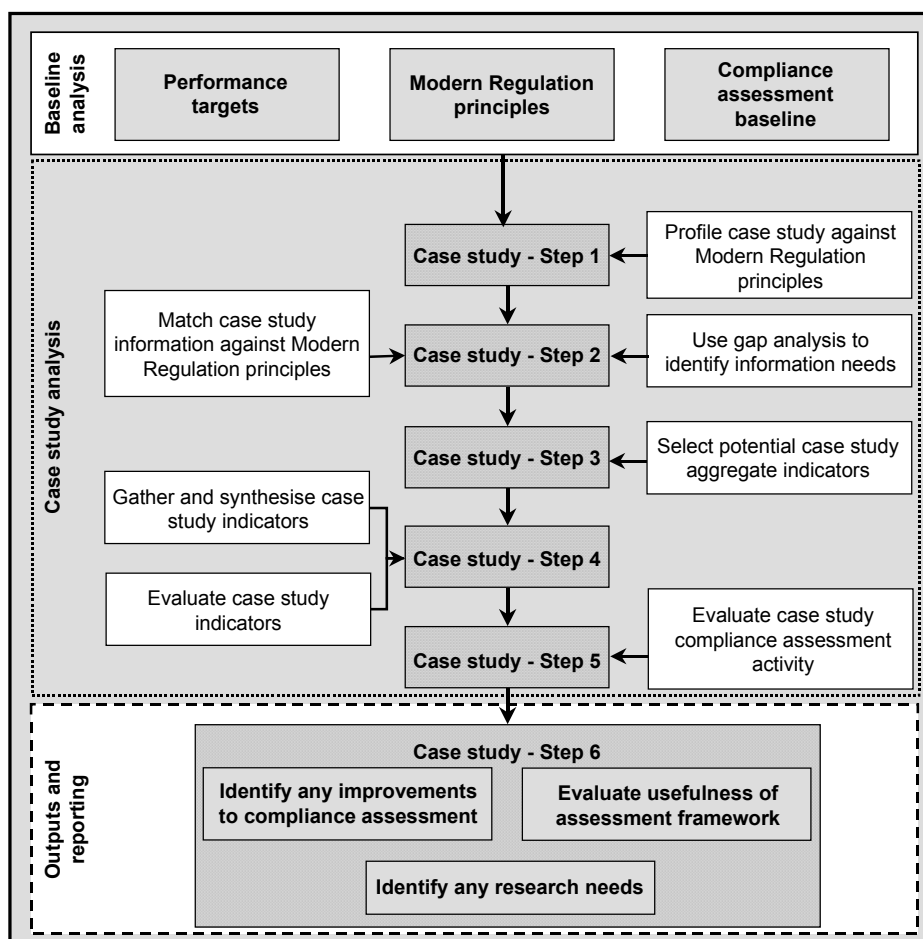 Baseline
analysis
Performance
targets
Modern Regulation
principles
Compliance
assessment
baseline
Case study analysis
Case study - Step 1
Profile case study against
Modern Regulation
principles
Match case study
information against Modern
Regulation principles
Case study - Step 2
Use gap analysis to
identify information needs
Case study - Step 3
Select potential case study
aggregate indicators
Gather and synthesise case
study indicators
Case study - Step 4
Evaluate case study
indicators
Case study - Step 5
Evaluate case study
compliance assessment
activity
Outputs and
reporting
Case study - Step 6
Identify any improvements
to compliance assessment
Evaluate usefulness of
assessment framework
Identify any research needs